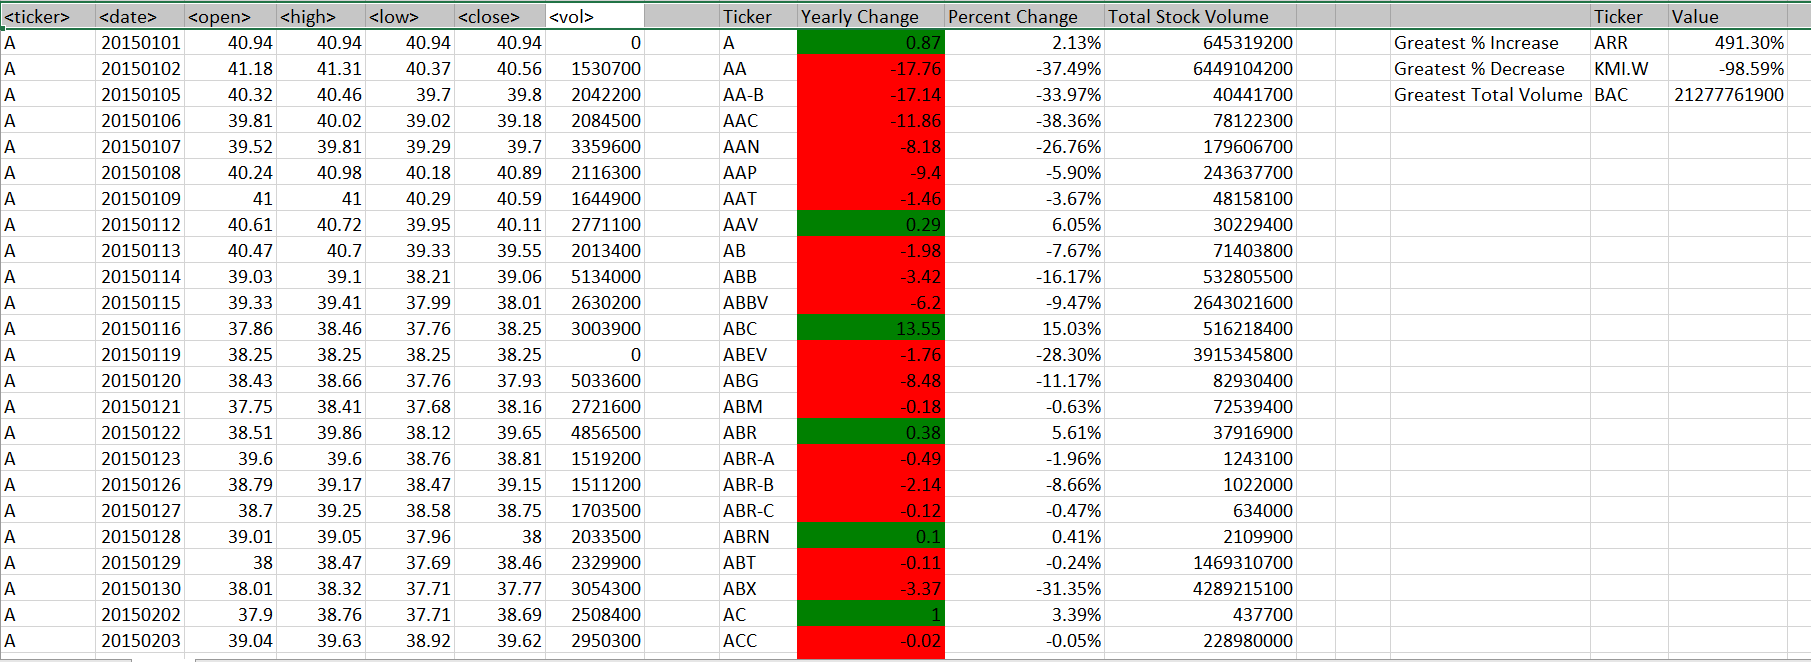 <ticker> <date> <open> <high> <low> <close> <vol> Ticker Yearly Change Percent Change Total Stock Volume Ticker Value
A 20150101 40.94 40.94 40.94 40.94 0 A 0.87 2.13% 645319200 Greatest % Increase ARR 491.30%
A 20150102 41.18 41.31 40.37 40.56 1530700 AA -17.76 -37.49% 6449104200 Greatest % Decrease KMI.W -98.59%
A 20150105 40.32 40.46 39.7 39.8 2042200 AA-B -17.14 -33.97% 40441700 Greatest Total Volume BAC 21277761900
A 20150106 39.81 40.02 39.02 39.18 2084500 AAC -11.86 -38.36% 78122300
A 20150107 39.52 39.81 39.29 39.7 3359600 AAN -8.18 -26.76% 179606700
A 20150108 40.24 40.98 40.18 40.89 2116300 AAP -9.4 -5.90% 243637700
A 20150109 41 41 40.29 40.59 1644900 AAT -1.46 -3.67% 48158100
A 20150112 40.61 40.72 39.95 40.11 2771100 AAV 0.29 6.05% 30229400
A 20150113 40.47 40.7 39.33 39.55 2013400 AB -1.98 -7.67% 71403800
A 20150114 39.03 39.1 38.21 39.06 5134000 ABB -3.42 -16.17% 532805500
A 20150115 39.33 39.41 37.99 38.01 2630200 ABBV -6.2 -9.47% 2643021600
A 20150116 37.86 38.46 37.76 38.25 3003900 ABC 13.55 15.03% 516218400
A 20150119 38.25 38.25 38.25 38.25 0 ABEV -1.76 -28.30% 3915345800
A 20150120 38.43 38.66 37.76 37.93 5033600 ABG -8.48 -11.17% 82930400
A 20150121 37.75 38.41 37.68 38.16 2721600 ABM -0.18 -0.63% 72539400
A 20150122 38.51 39.86 38.12 39.65 4856500 ABR 0.38 5.61% 37916900
A 20150123 39.6 39.6 38.76 38.81 1519200 ABR-A -0.49 -1.96% 1243100
A 20150126 38.79 39.17 38.47 39.15 1511200 ABR-B -2.14 -8.66% 1022000
A 20150127 38.7 39.25 38.58 38.75 1703500 ABR-C -0.12 -0.47% 634000
A 20150128 39.01 39.05 37.96 38 2033500 ABRN 0.1 0.41% 2109900
A 20150129 38 38.47 37.69 38.46 2329900 ABT -0.11 -0.24% 1469310700
A 20150130 38.01 38.32 37.71 37.77 3054300 ABX -3.37 -31.35% 4289215100
A 20150202 37.9 38.76 37.71 38.69 2508400 AC 1 3.39% 437700
A 20150203 39.04 39.63 38.92 39.62 2950300 ACC -0.02 -0.05% 228980000